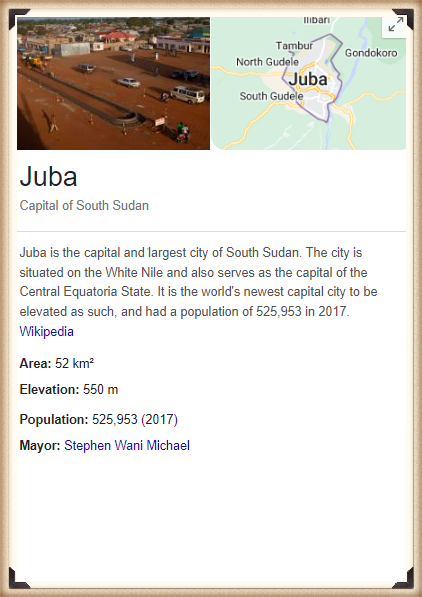 Ilibari
Tambur
Gondokoro
North Gudele
Juba
South Gudele
Juba
Capital of South Sudan
Juba is the capital and largest city of South Sudan. The city is
situated on the White Nile and also serves as the capital of the
Central Equatoria State. It is the world's newest capital city to be
elevated as such, and had a population of 525,953 in 2017.
Wikipedia
Area: 52 km²
Elevation: 550 m
Population: 525,953 (2017)
Mayor: Stephen Wani Michael